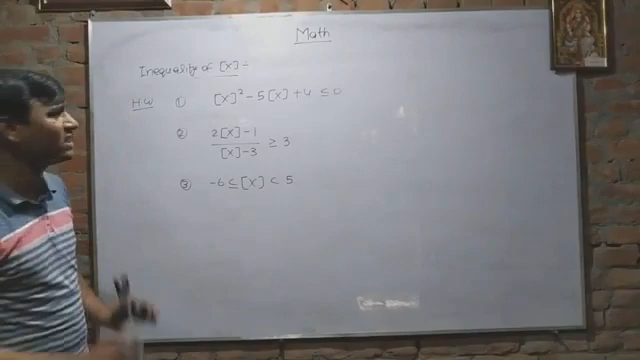 Math
Inequality of [x] ÷
H.W ① [x]² - 5[x] + 4 ≤ 0
② 2[x] - 1 / [x] - 3 ≥ 3
③ -6 ≤ [x] < 5